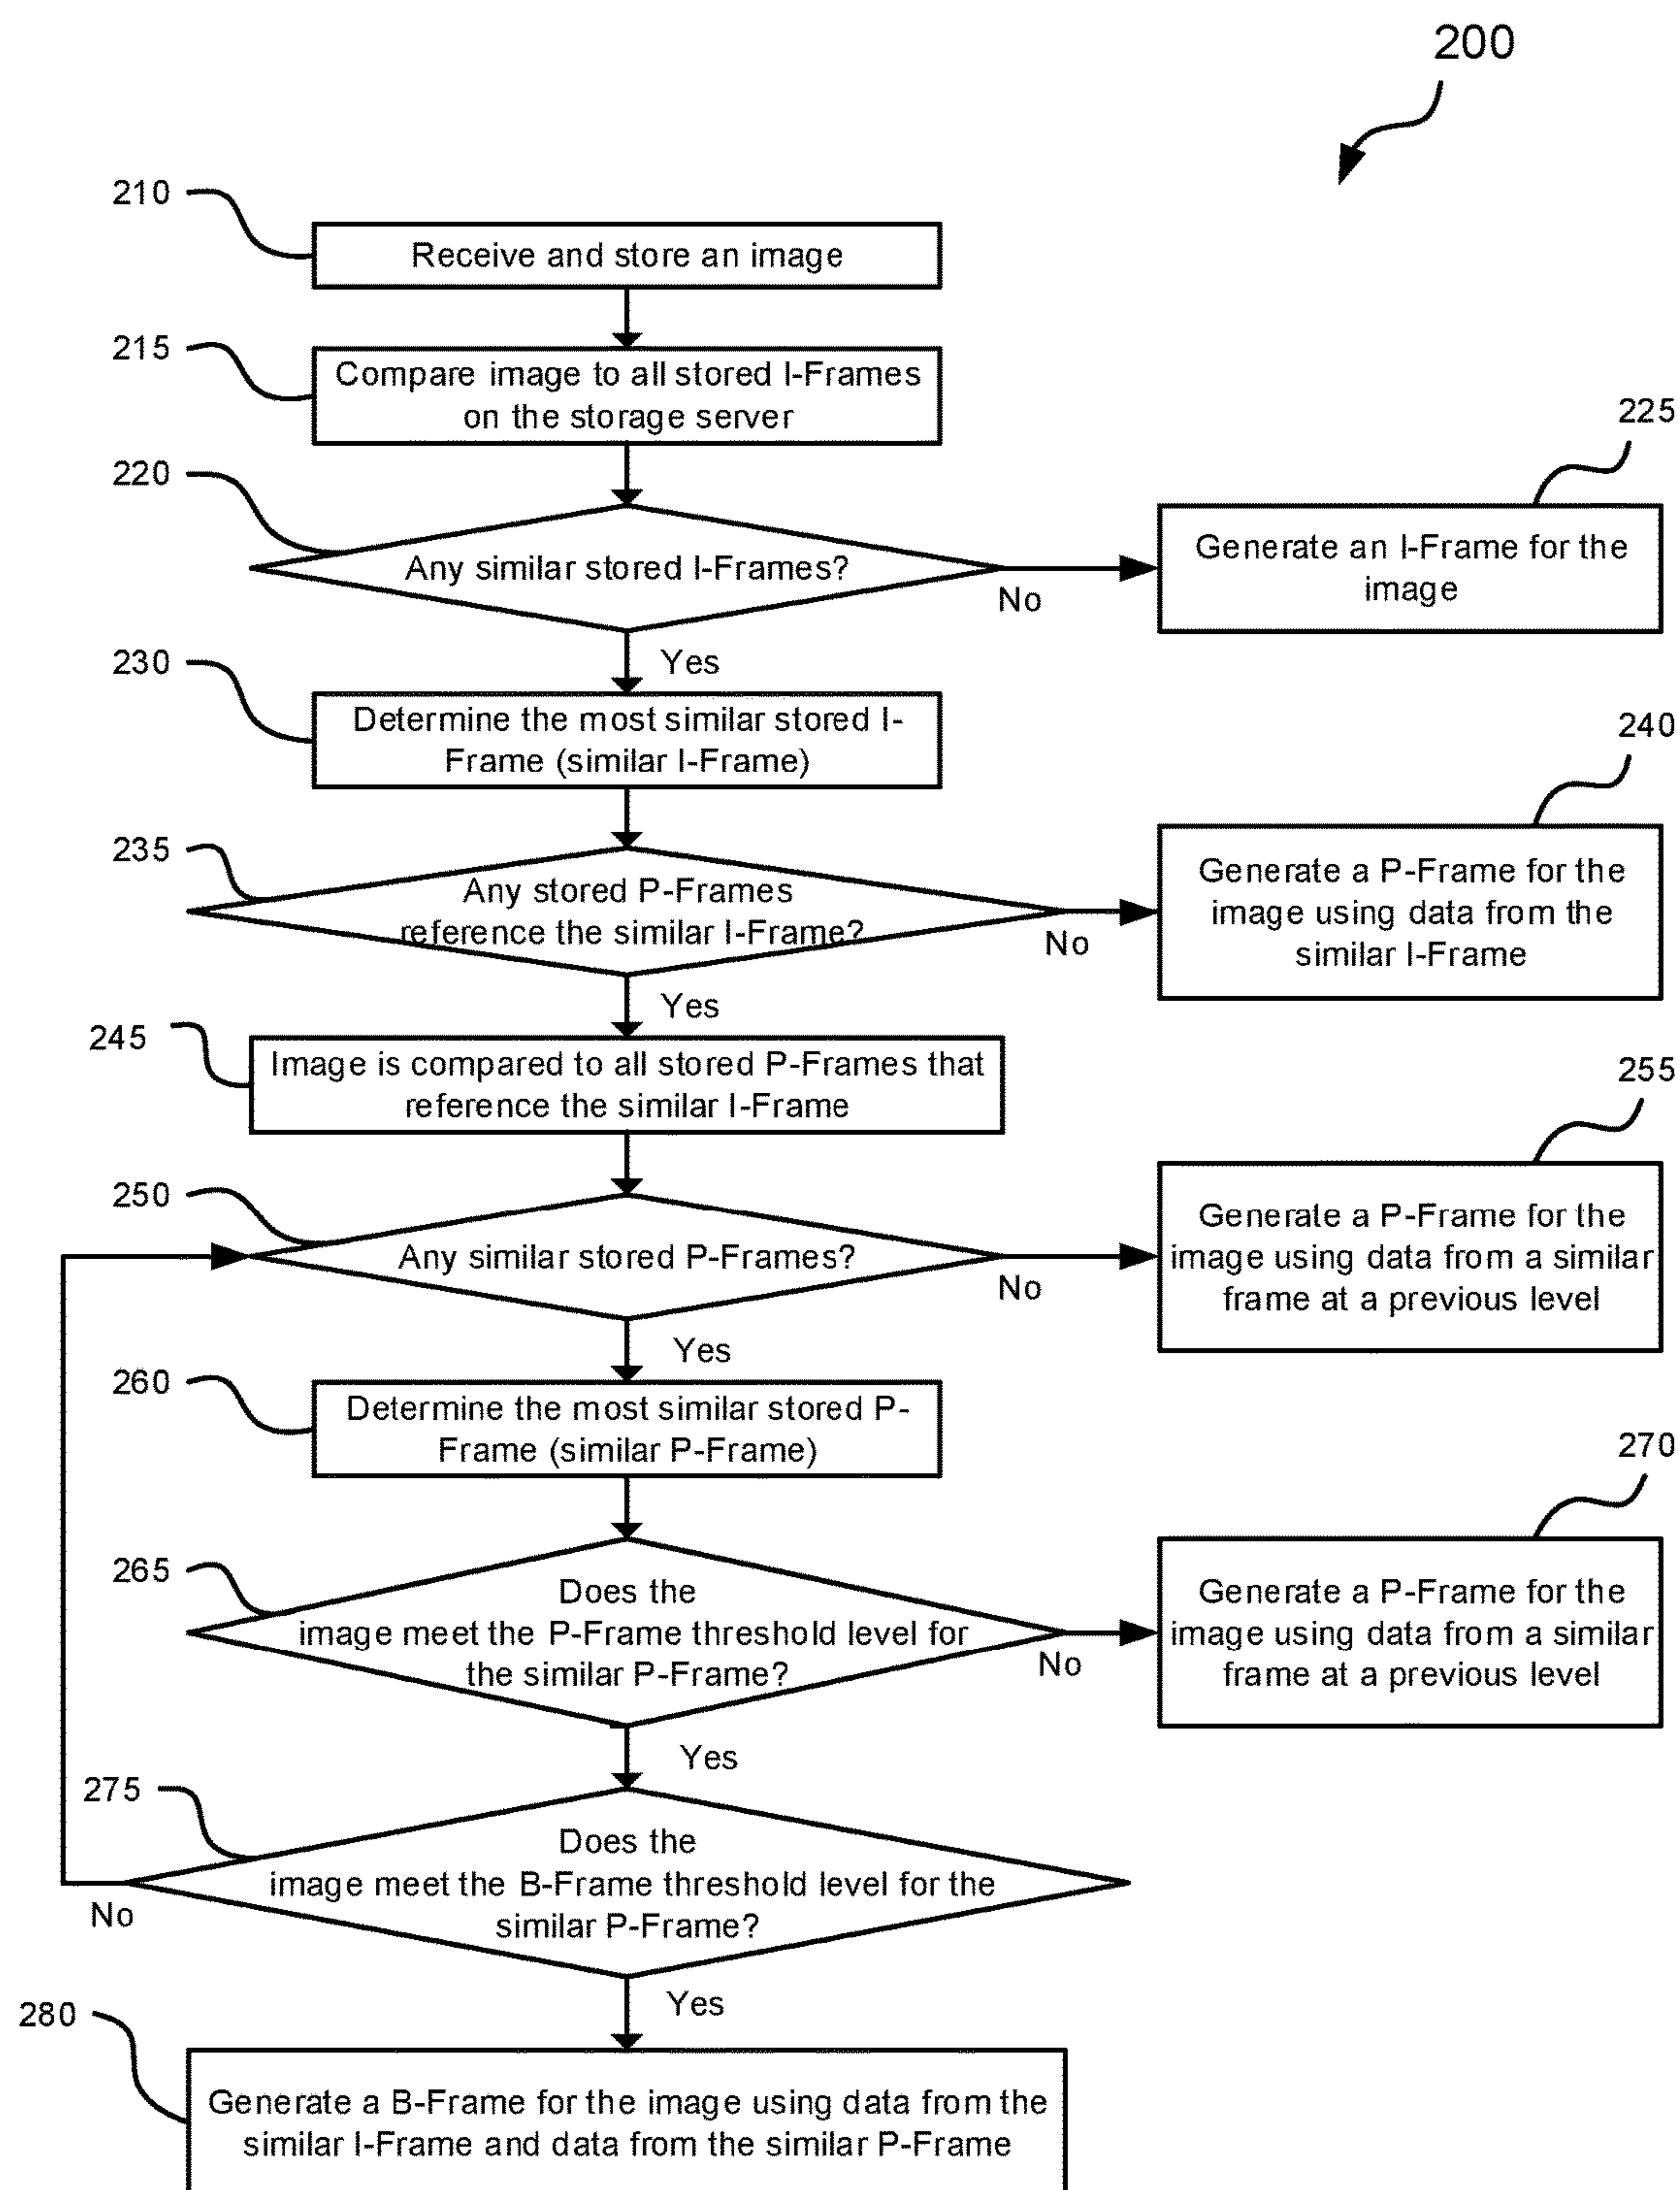 200
210
Receive and store an image
215
Compare image to all stored I-Frames
on the storage server
220
Any similar stored I-Frames?
No
225
Generate an I-Frame for the
image
Yes
230
Determine the most similar stored I-
Frame (similar I-Frame)
235
Any stored P-Frames
reference the similar I-Frame?
No
240
Generate a P-Frame for the
image using data from the
similar I-Frame
Yes
245
Image is compared to all stored P-Frames that
reference the similar I-Frame
250
Any similar stored P-Frames?
No
255
Generate a P-Frame for the
image using data from a similar
frame at a previous level
Yes
260
Determine the most similar stored P-
Frame (similar P-Frame)
265
Does the
image meet the P-Frame threshold level for
the similar P-Frame?
No
270
Generate a P-Frame for the
image using data from a similar
frame at a previous level
Yes
275
Does the
image meet the B-Frame threshold level for the
similar P-Frame?
No
Yes
280
Generate a B-Frame for the image using data from the
similar I-Frame and data from the similar P-Frame